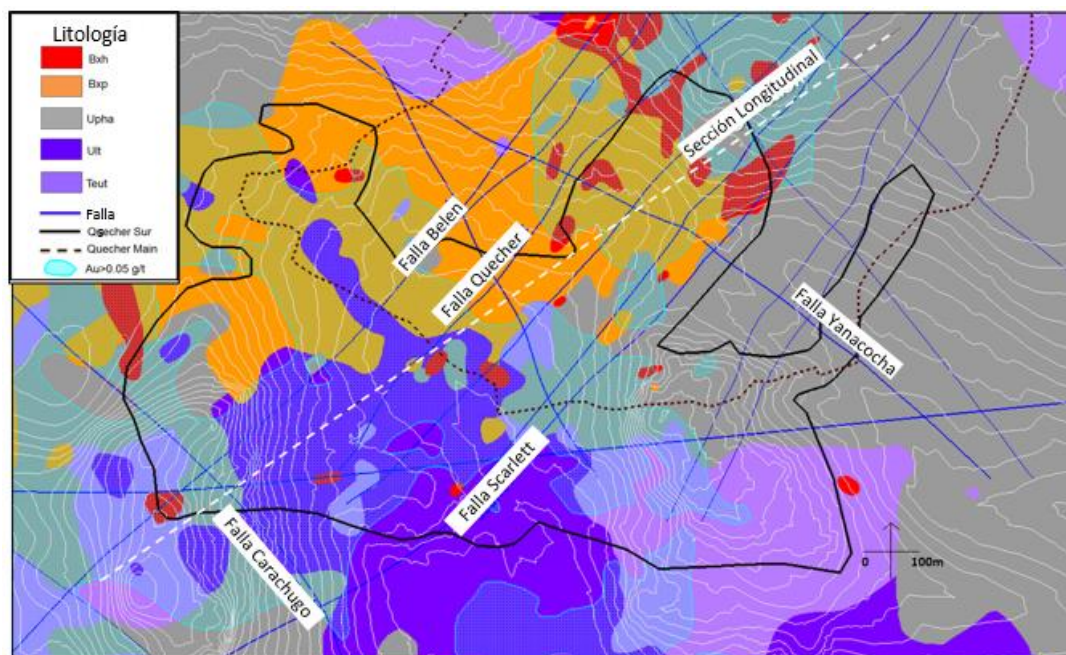 Litología
Bxh
Bxp
Upha
Ult
Teut
Falla
Qsechер Sur
Quecher Main
Au>0.05 g/t
Sección Longitudinal
Falla Belen
Falla Quecher
Falla Yanacocha
Falla Scarlett
Falla Carachugo
0 100m